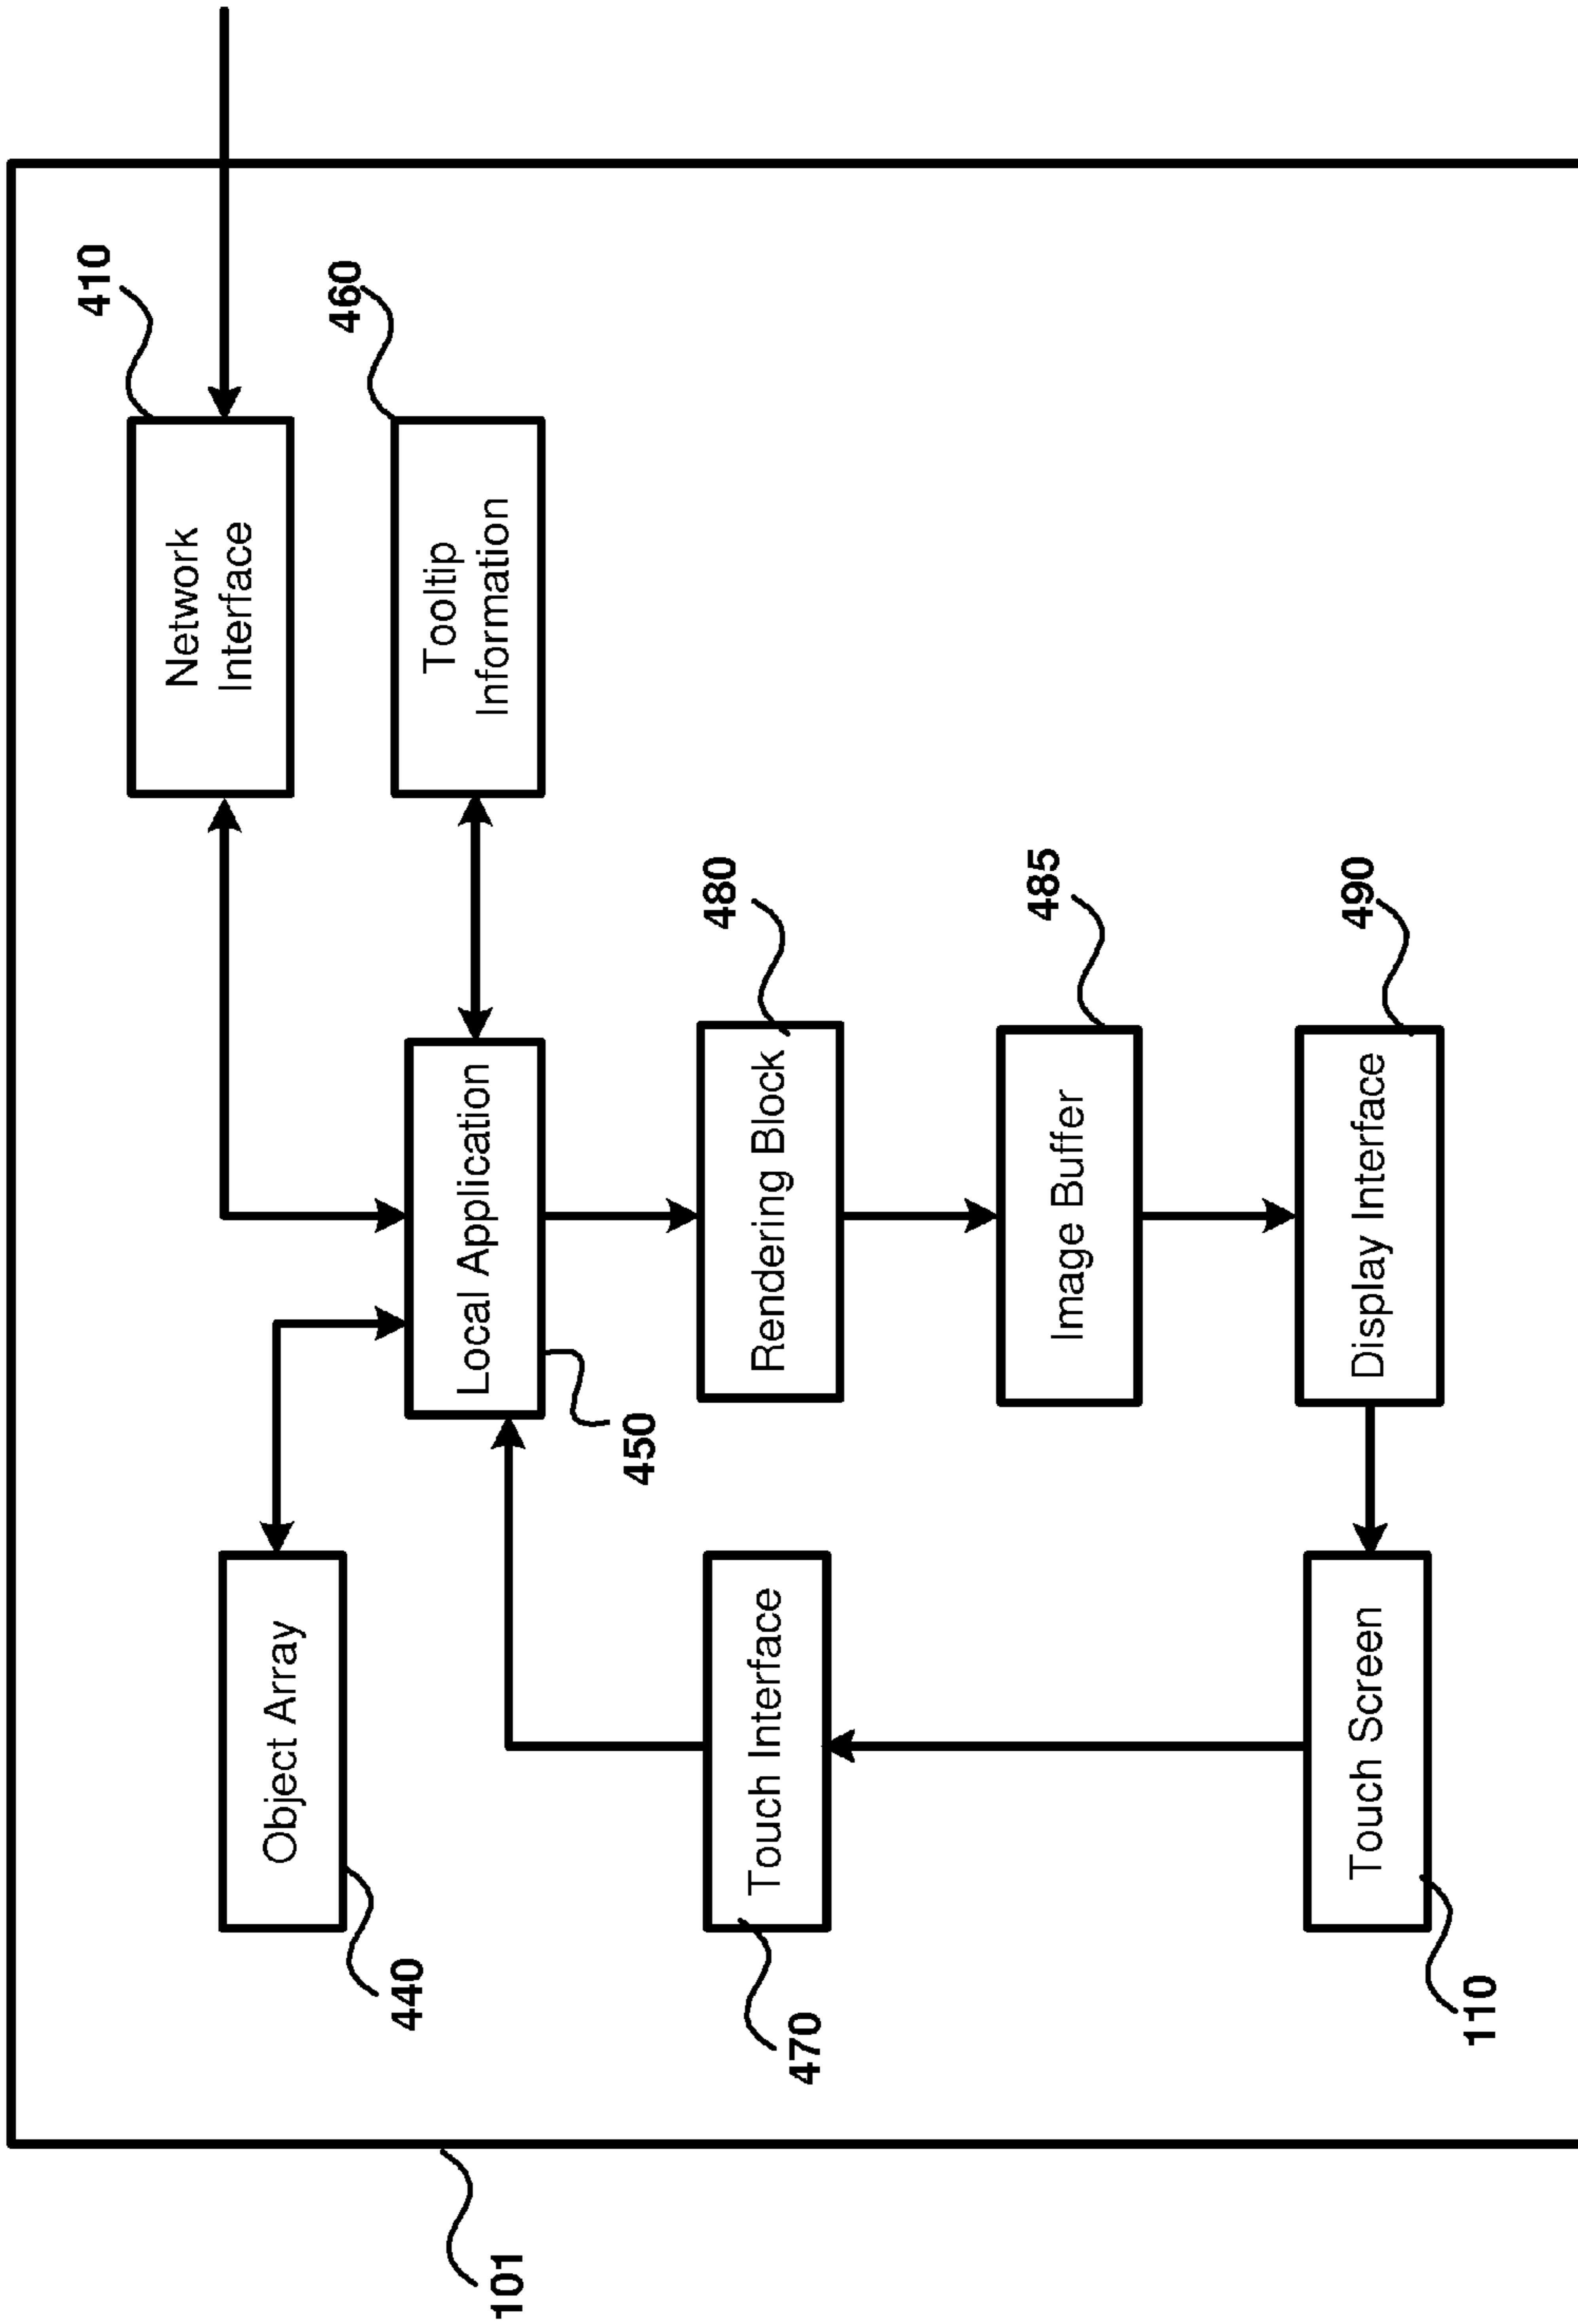 101
440
Object Array
Network
Interface
410
Local Application
450
Tooltip
Information
460
470
Touch Interface
Rendering Block
480
Image Buffer
485
110
Touch Screen
Display Interface
490